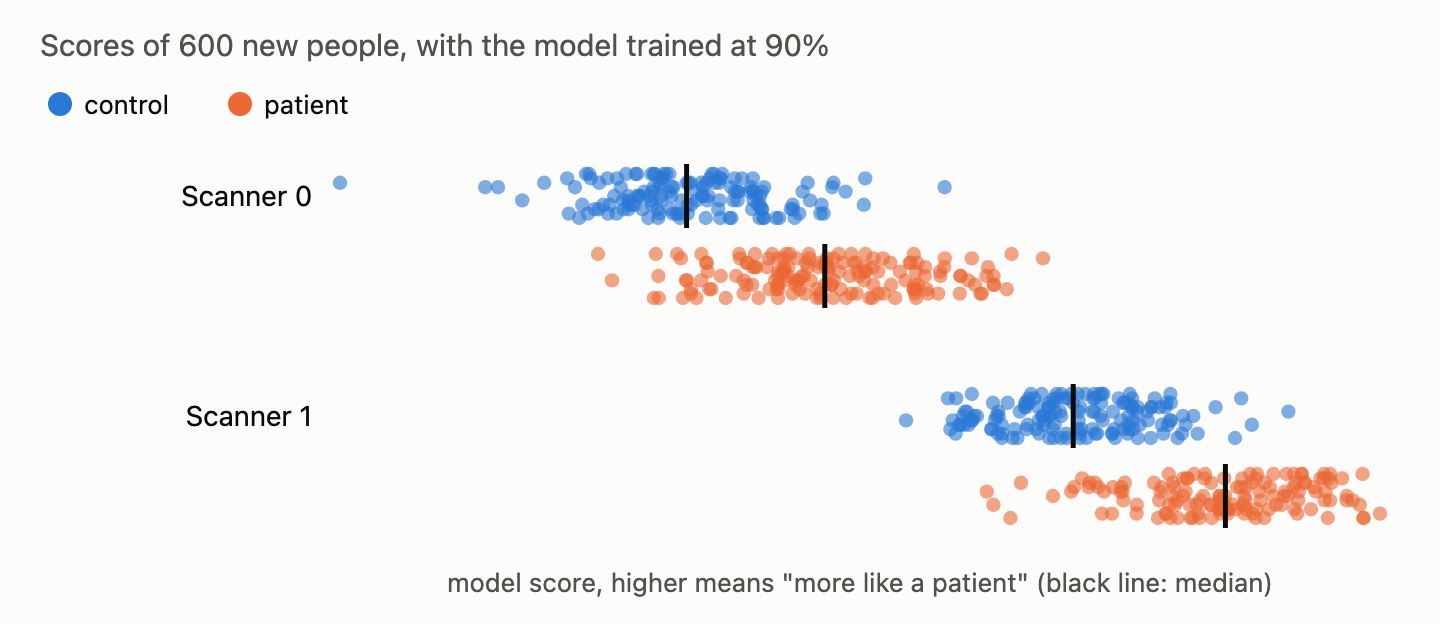 Scores of 600 new people, with the model trained at 90%
control patient
Scanner 0
Scanner 1
model score, higher means "more like a patient" (black line: median)